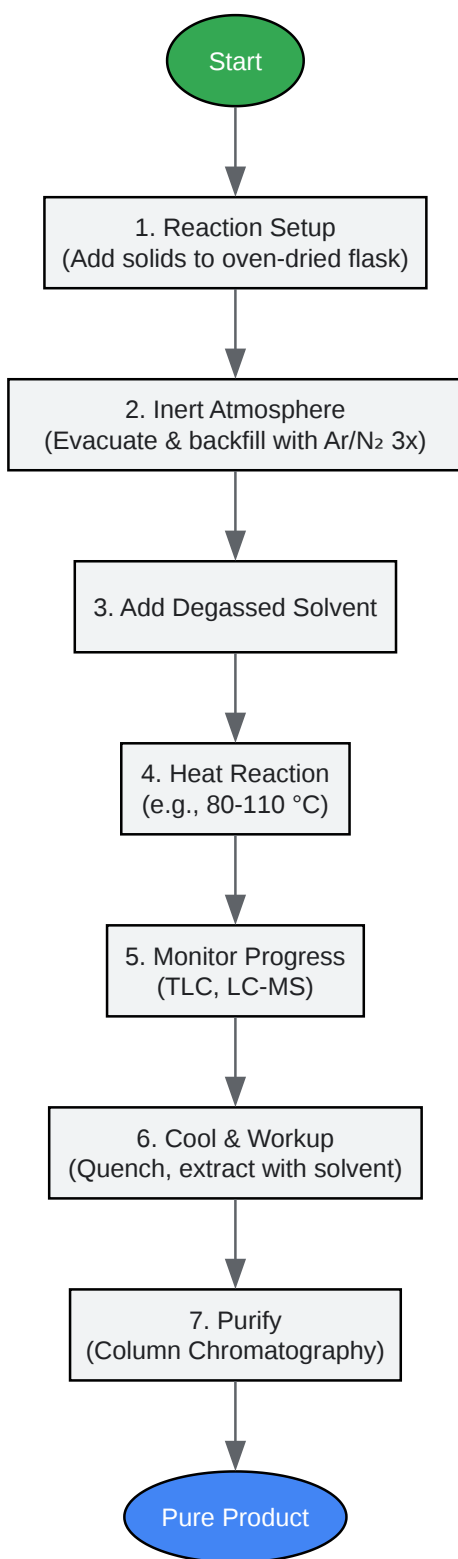 Start
1. Reaction Setup
(Add solids to oven-dried flask)
2. Inert Atmosphere
(Evacuate & backfill with Ar/N₂ 3x)
3. Add Degassed Solvent
4. Heat Reaction
(e.g., 80-110 °C)
5. Monitor Progress
(TLC, LC-MS)
6. Cool & Workup
(Quench, extract with solvent)
7. Purify
(Column Chromatography)
Pure Product